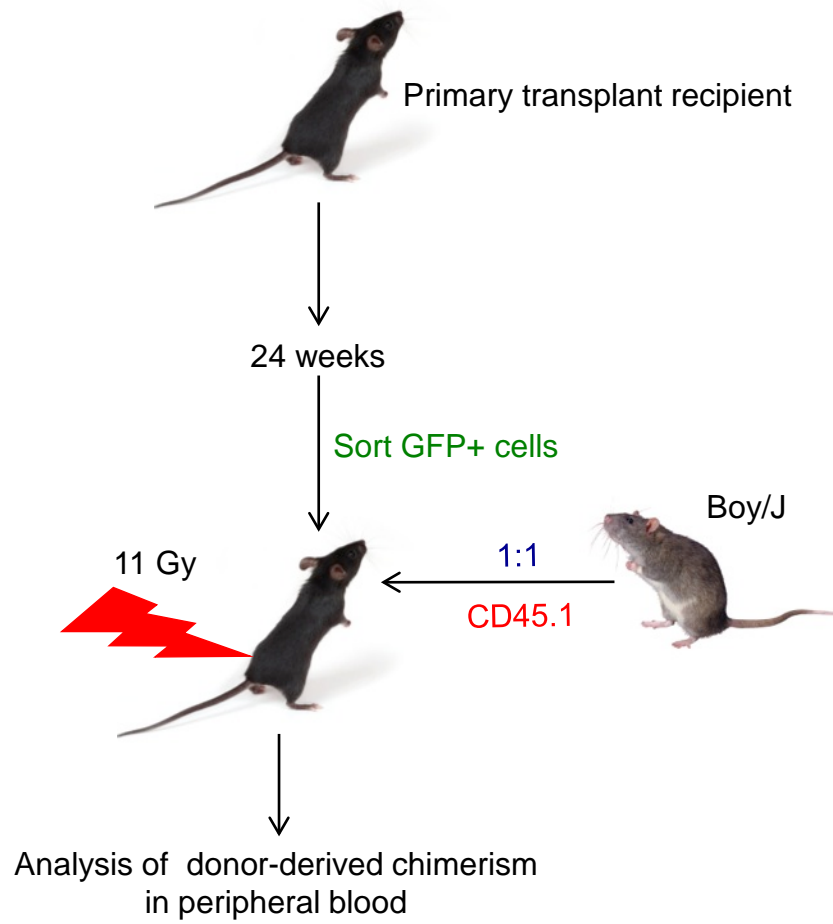 Primary transplant recipient
24 weeks
Sort GFP+ cells
Boy/J
11 Gy
1:1
CD45.1
Analysis of donor-derived chimerism
in peripheral blood